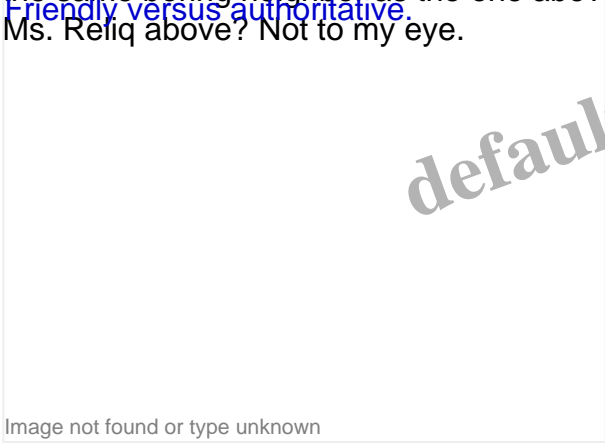 Friendly versus authoritative.
Ms. Reliq above? Not to my eye.
default
Image not found or type unknown